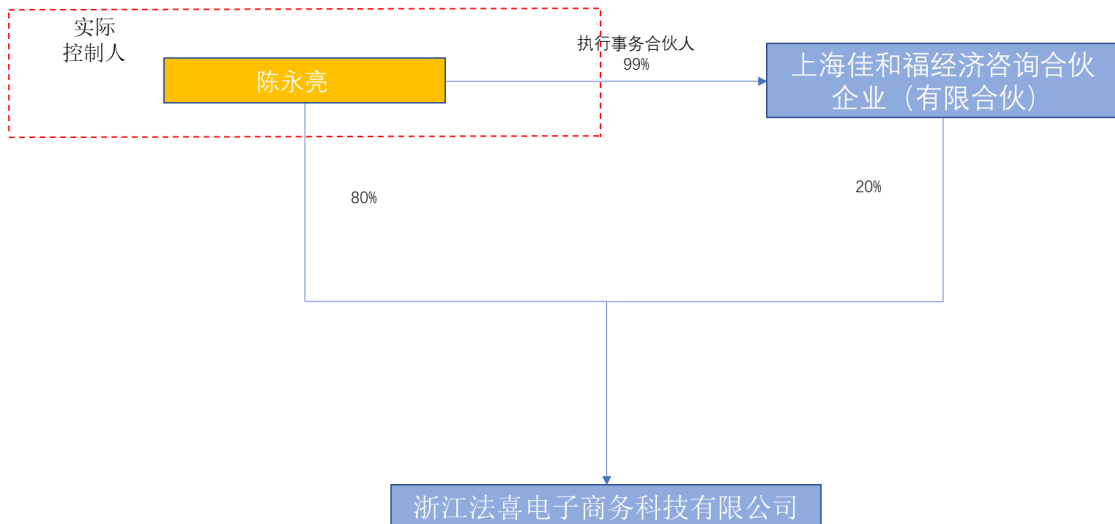 实际
控制人
陈永亮
执行事务合伙人
99%
上海佳和福经济咨询合伙
企业（有限合伙）
80%
20%
浙江法喜电子商务科技有限公司